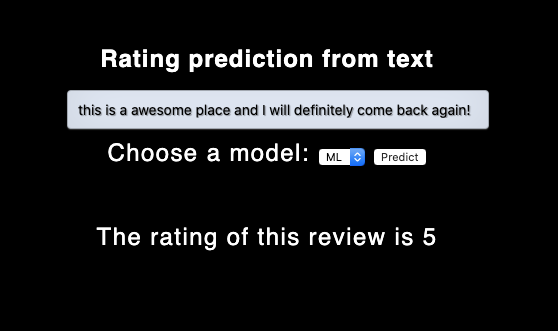 Rating prediction from text
this is a awesome place and I will definitely come back again!
Choose a model: ML Predict
The rating of this review is 5